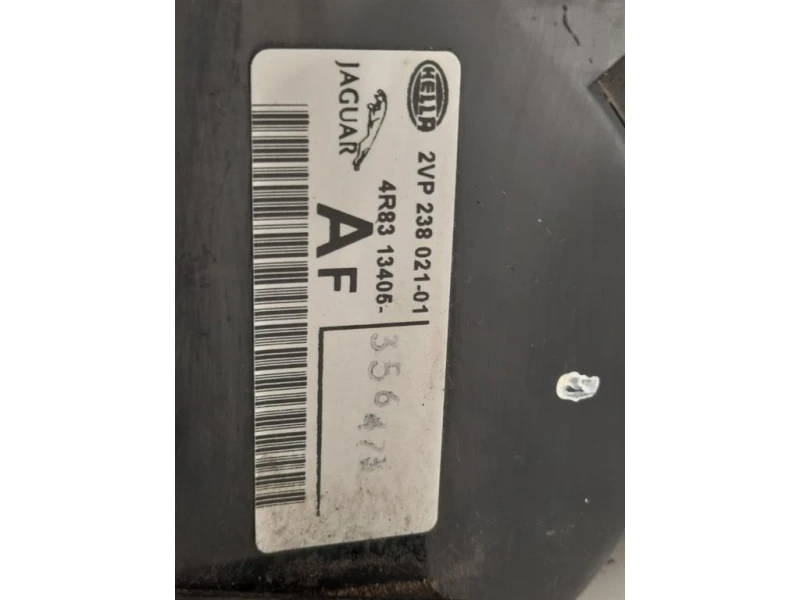 HELLA
2VP 238 021-01
JAGUAR
4R83 13405-
AF